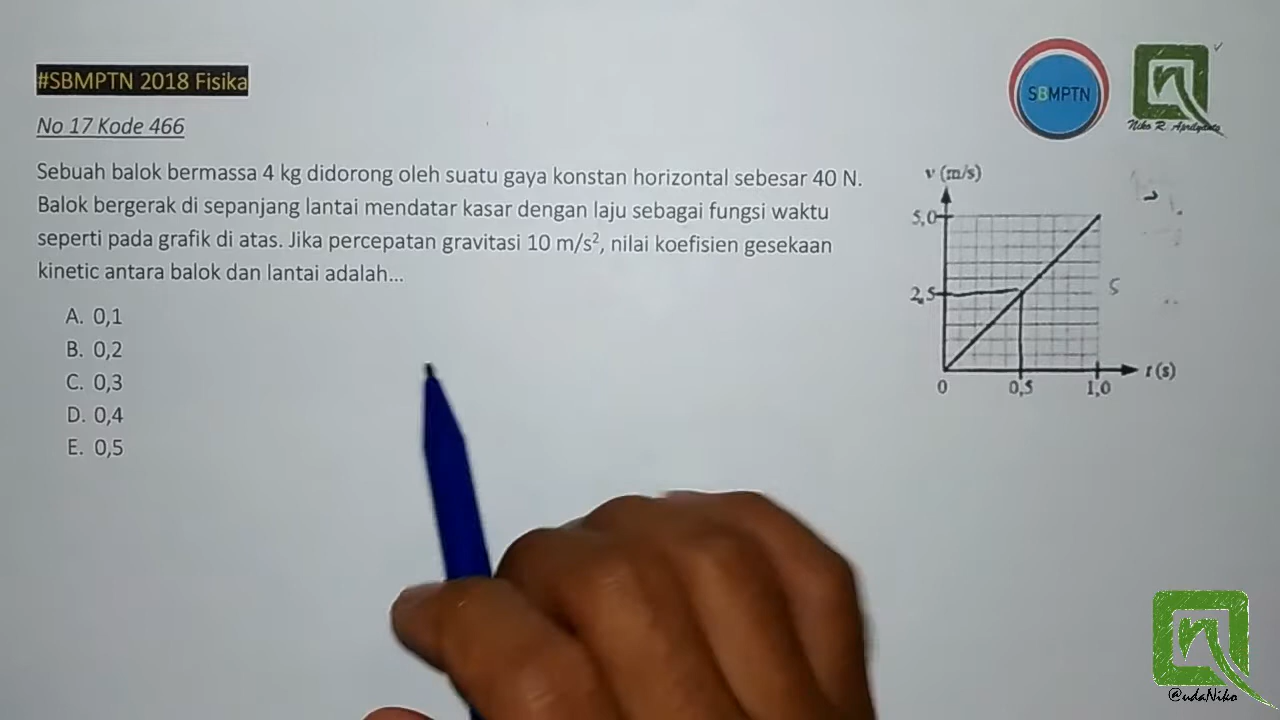 #SBMPTN 2018 Fisika
No 17 Kode 466
SBMPTN
Niko R. Aprilyanto
Sebuah balok bermassa 4 kg didorong oleh suatu gaya konstan horizontal sebesar 40 N.
Balok bergerak di sepanjang lantai mendatar kasar dengan laju sebagai fungsi waktu
seperti pada grafik di atas. Jika percepatan gravitasi 10 m/s², nilai koefisien gesekaan
kinetic antara balok dan lantai adalah...
A. 0,1
B. 0,2
C. 0,3
D. 0,4
E. 0,5
v (m/s)
5,0
2,5
5
0
0,5
1,0
t (s)
@udaNiko